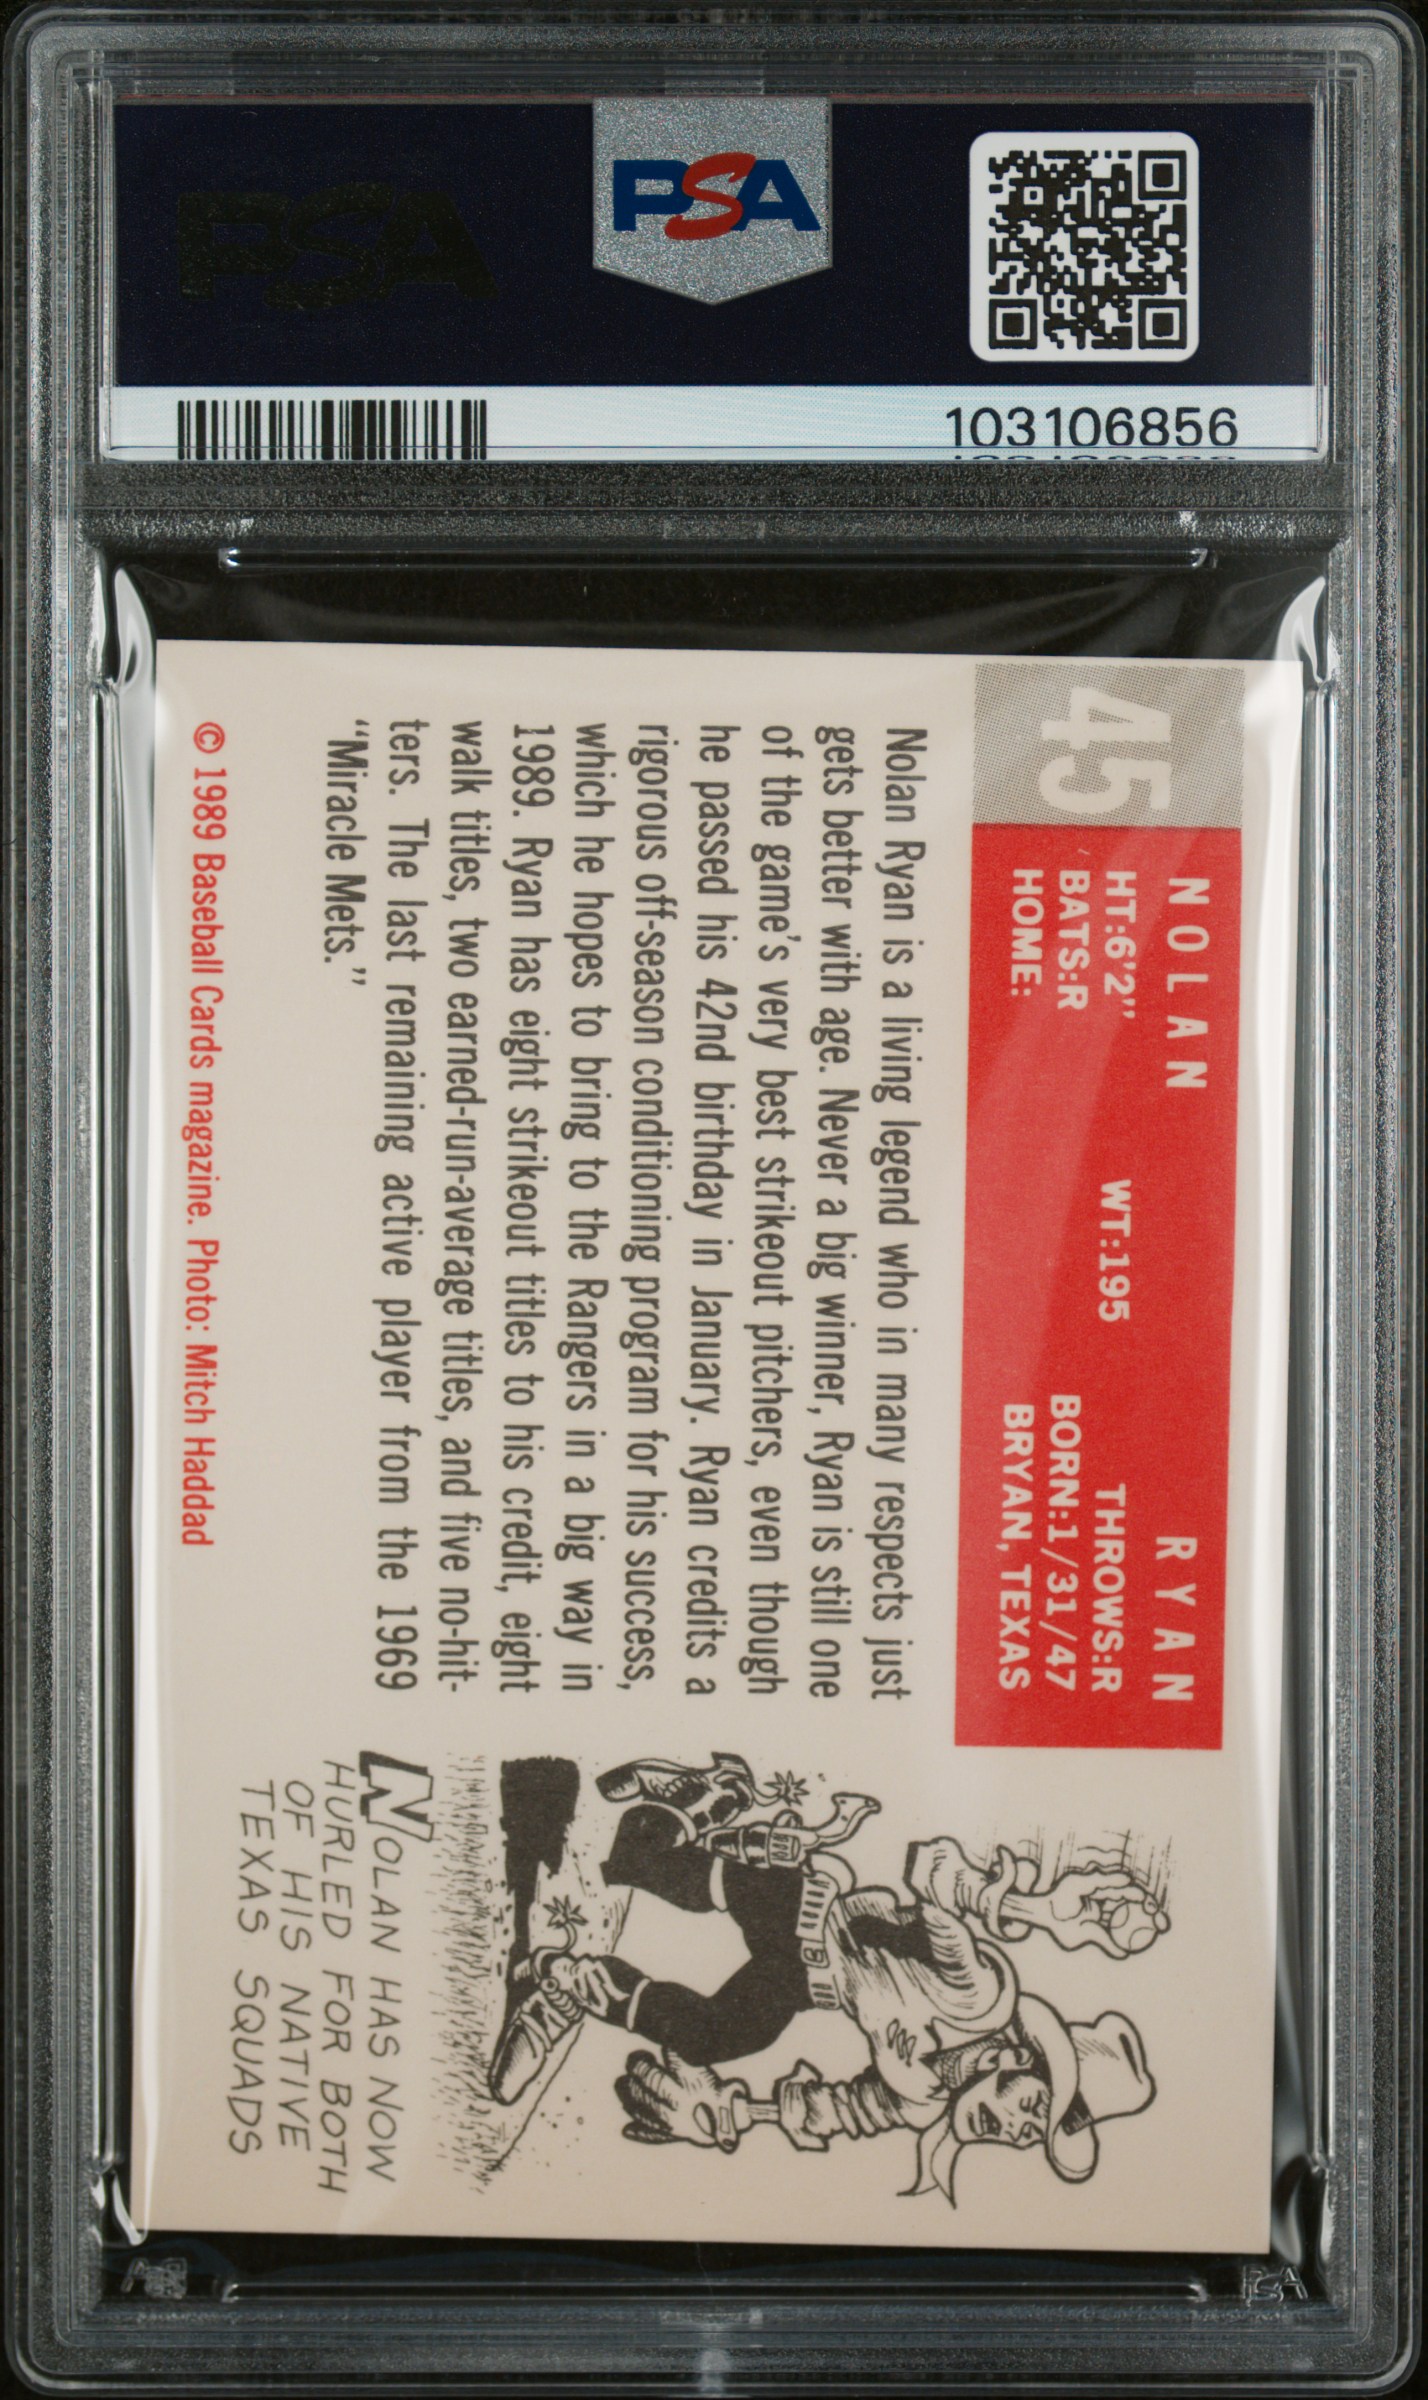 PSA
PSA
103106856
45
NOLAN RYAN
HT:6'2" WT:195 THROWS:R
BATS:R BORN:1/31/47
HOME: BRYAN, TEXAS
Nolan Ryan is a living legend who in many respects just
gets better with age. Never a big winner, Ryan is still one
of the game's very best strikeout pitchers, even though
he passed his 42nd birthday in January. Ryan credits a
rigorous off-season conditioning program for his success,
which he hopes to bring to the Rangers in a big way in
1989. Ryan has eight strikeout titles to his credit, eight
walk titles, two earned-run-average titles, and five no-hit-
ters. The last remaining active player from the 1969
“Miracle Mets.”
© 1989 Baseball Cards magazine. Photo: Mitch Haddad
NOLAN HAS NOW
HURLED FOR BOTH
OF HIS NATIVE
TEXAS SQUADS
PSA
PSA